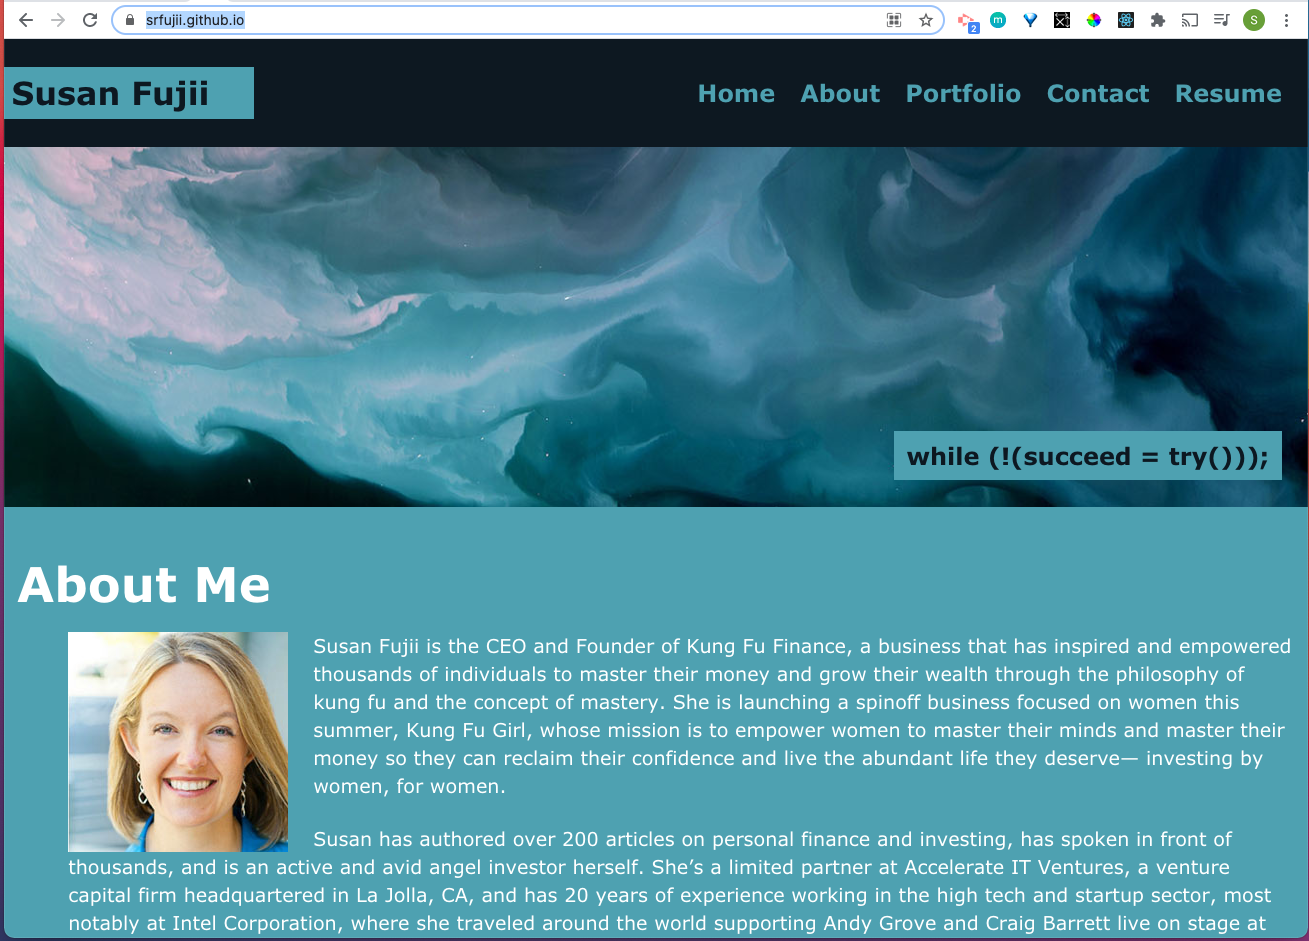 srfujii.github.io
2
m
S
Susan Fujii
Home About Portfolio Contact Resume
while (!(succeed = try()));
About Me
Susan Fujii is the CEO and Founder of Kung Fu Finance, a business that has inspired and empowered
thousands of individuals to master their money and grow their wealth through the philosophy of
kung fu and the concept of mastery. She is launching a spinoff business focused on women this
summer, Kung Fu Girl, whose mission is to empower women to master their minds and master their
money so they can reclaim their confidence and live the abundant life they deserve— investing by
women, for women.
Susan has authored over 200 articles on personal finance and investing, has spoken in front of
thousands, and is an active and avid angel investor herself. She’s a limited partner at Accelerate IT Ventures, a venture
capital firm headquartered in La Jolla, CA, and has 20 years of experience working in the high tech and startup sector, most
notably at Intel Corporation, where she traveled around the world supporting Andy Grove and Craig Barrett live on stage at